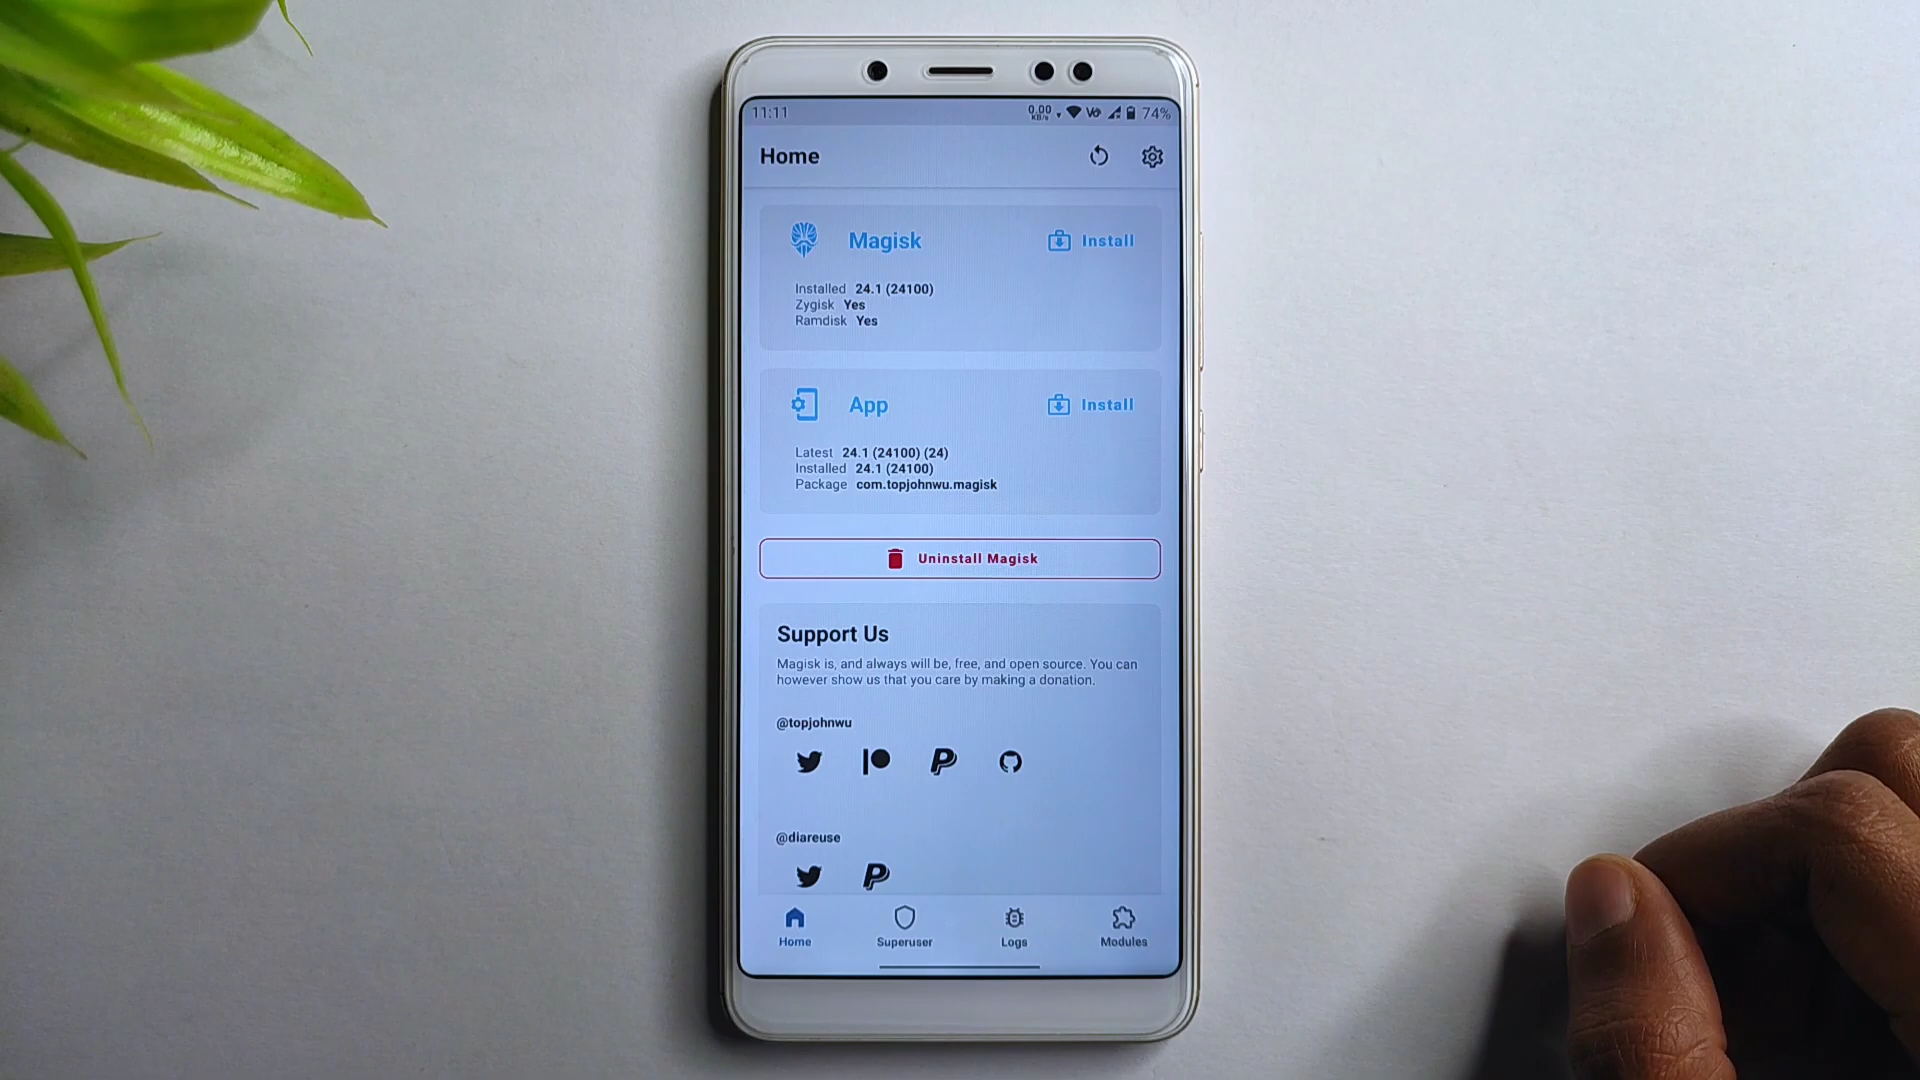 11:11
0.00
KB/s
74%
Home
Magisk
Install
Installed 24.1 (24100)
Zygisk Yes
Ramdisk Yes
App
Install
Latest 24.1 (24100) (24)
Installed 24.1 (24100)
Package com.topjohnwu.magisk
Uninstall Magisk
Support Us
Magisk is, and always will be, free, and open source. You can
however show us that you care by making a donation.
@topjohnwu
@diareuse
Home
Superuser
Logs
Modules